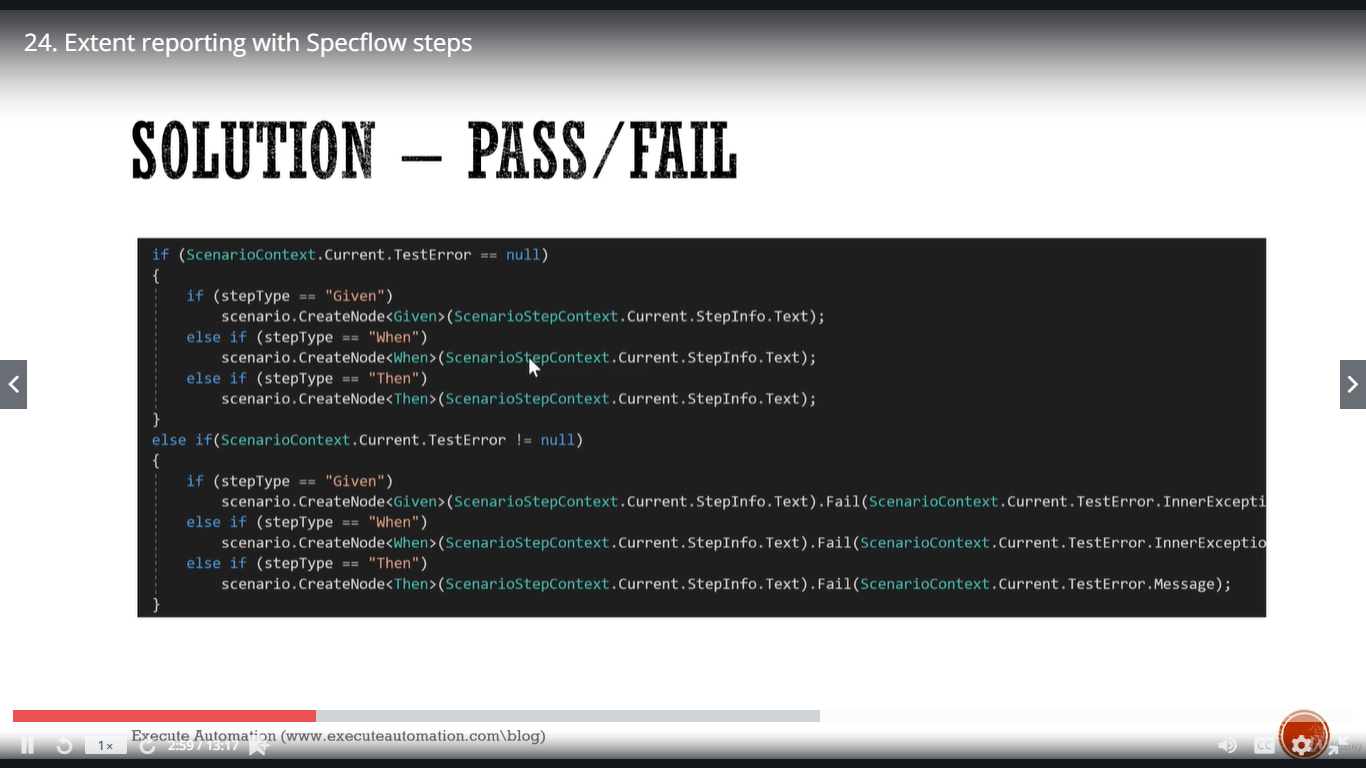 24. Extent reporting with Specflow steps
SOLUTION – PASS/FAIL
if (ScenarioContext.Current.TestError == null)
{
if (stepType == "Given")
scenario.CreateNode<Given>(ScenarioStepContext.Current.StepInfo.Text);
else if (stepType == "When")
scenario.CreateNode<When>(ScenarioStepContext.Current.StepInfo.Text);
else if (stepType == "Then")
scenario.CreateNode<Then>(ScenarioStepContext.Current.StepInfo.Text);
}
else if(ScenarioContext.Current.TestError != null)
{
if (stepType == "Given")
scenario.CreateNode<Given>(ScenarioStepContext.Current.StepInfo.Text).Fail(ScenarioContext.Current.TestError.InnerExcepti
else if (stepType == "When")
scenario.CreateNode<When>(ScenarioStepContext.Current.StepInfo.Text).Fail(ScenarioContext.Current.TestError.InnerExceptio
else if (stepType == "Then")
scenario.CreateNode<Then>(ScenarioStepContext.Current.StepInfo.Text).Fail(ScenarioContext.Current.TestError.Message);
}
Execute Automation (www.executeautomation.com\blog)
1x
2:59 / 13:17
CC